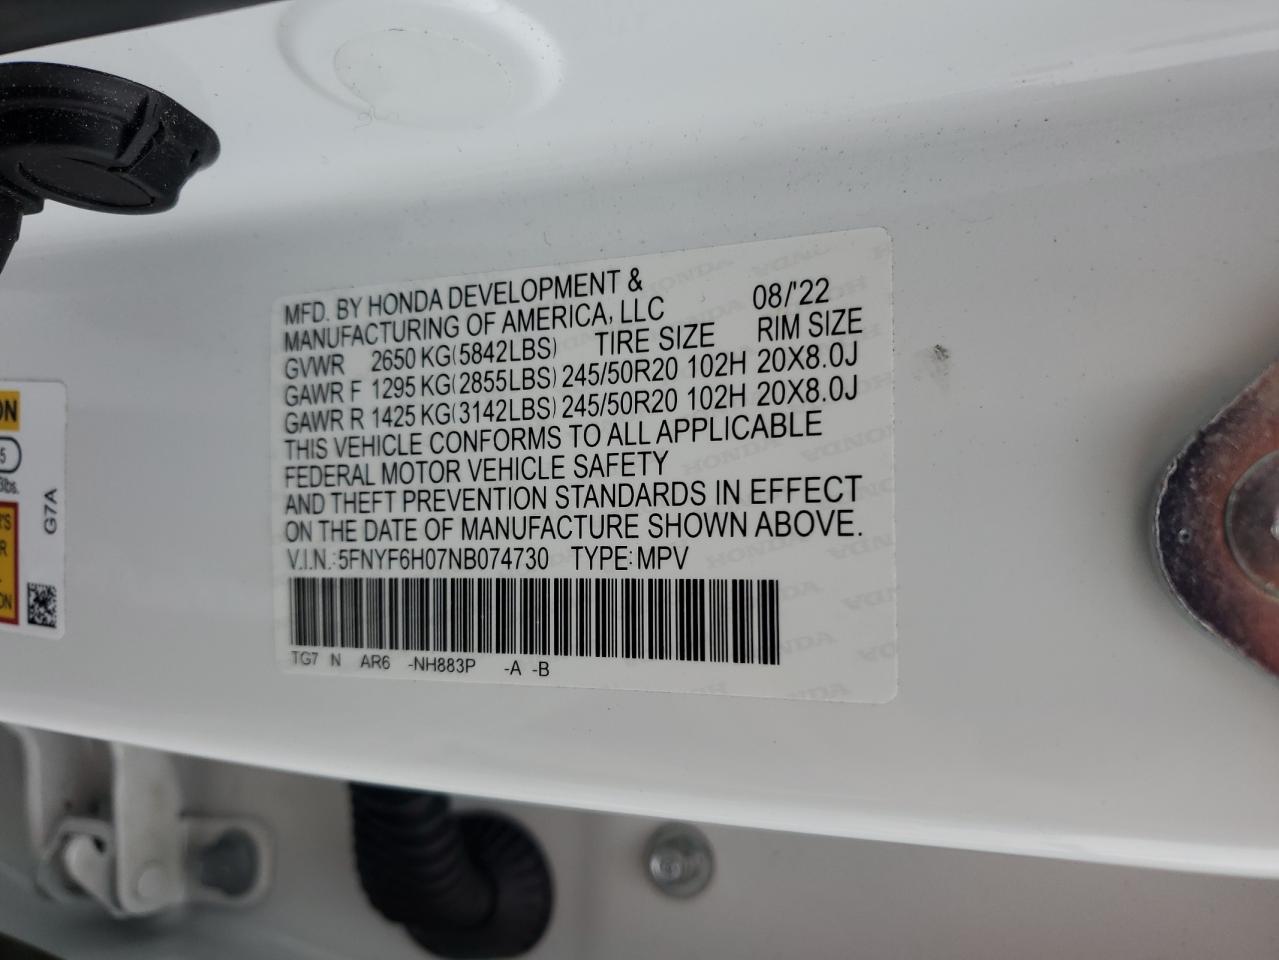 MFD. BY HONDA DEVELOPMENT &
MANUFACTURING OF AMERICA, LLC 08/'22
GVWR 2650 KG(5842LBS) TIRE SIZE RIM SIZE
GAWR F 1295 KG(2855LBS) 245/50R20 102H 20X8.0J
GAWR R 1425 KG(3142LBS) 245/50R20 102H 20X8.0J
THIS VEHICLE CONFORMS TO ALL APPLICABLE
FEDERAL MOTOR VEHICLE SAFETY
AND THEFT PREVENTION STANDARDS IN EFFECT
ON THE DATE OF MANUFACTURE SHOWN ABOVE.
V.I.N.:5FNYF6H07NB074730 TYPE:MPV
TG7 N AR6 -NH883P -A -B
G7A